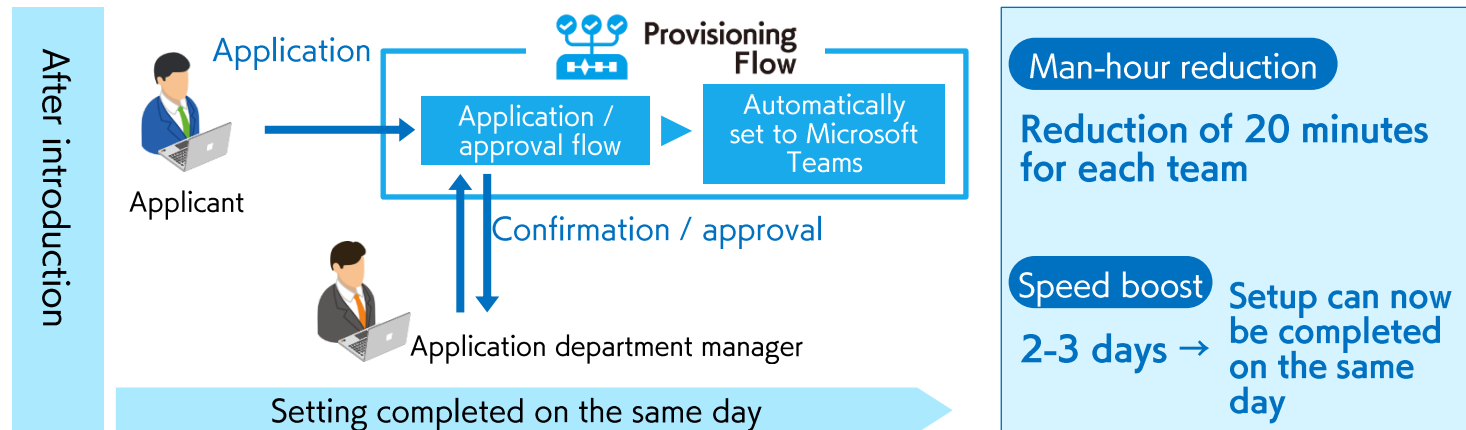 After introduction
Application
Provisioning
Flow
Application /
approval flow
Automatically
set to Microsoft
Teams
Applicant
Confirmation / approval
Application department manager
Setting completed on the same day
Man-hour reduction
Reduction of 20 minutes
for each team
Speed boost
2-3 days →
Setup can now
be completed
on the same
day